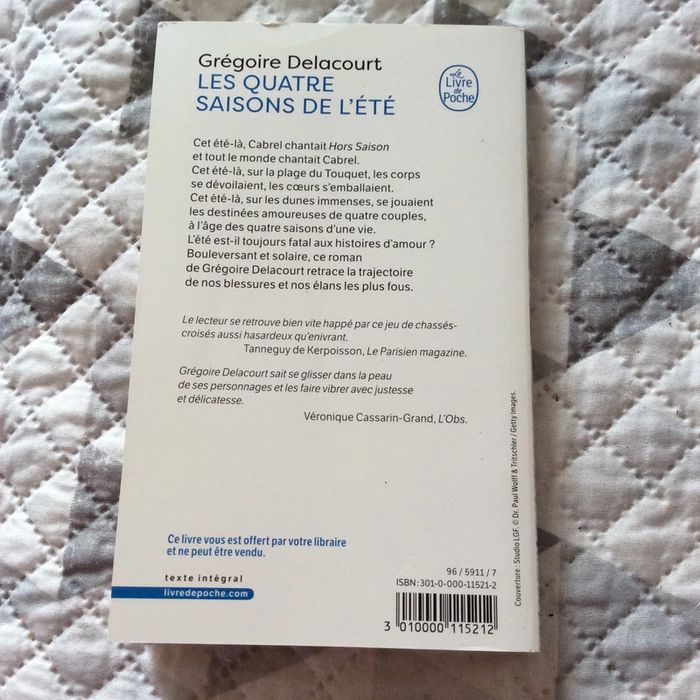 Grégoire Delacourt
LES QUATRE
SAISONS DE L'ÉTÉ
Le
Livre
de
Poche
Cet été-là, Cabrel chantait Hors Saison
et tout le monde chantait Cabrel.
Cet été-là, sur la plage du Touquet, les corps
se dévoilaient, les cœurs s'emballaient.
Cet été-là, sur les dunes immenses, se jouaient
les destinées amoureuses de quatre couples,
à l'âge des quatre saisons d'une vie.
L'été est-il toujours fatal aux histoires d'amour ?
Bouleversant et solaire, ce roman
de Grégoire Delacourt retrace la trajectoire
de nos blessures et nos élans les plus fous.
Le lecteur se retrouve bien vite happé par ce jeu de chassés-
croisés aussi hasardeux qu'enivrant.
Tanneguy de Kerpoisson, Le Parisien magazine.
Grégoire Delacourt sait se glisser dans la peau
de ses personnages et les faire vibrer avec justesse
et délicatesse.
Véronique Cassarin-Grand, L'Obs.
Ce livre vous est offert par votre libraire
et ne peut être vendu.
texte intégral
livredepoche.com
96 / 5911 / 7
ISBN: 301-0-000-11521-2
3 010000 115212
Couverture : Studio LGF. © Dr. Paul Wolff & Tritschler / Getty Images.